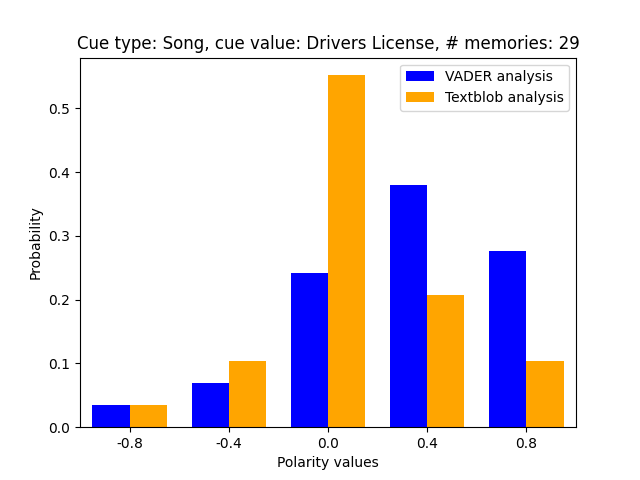 Cue type: Song, cue value: Drivers License, # memories: 29
VADER analysis
Textblob analysis
Probability
0.5
0.4
0.3
0.2
0.1
0.0
-0.8 -0.4 0.0 0.4 0.8
Polarity values